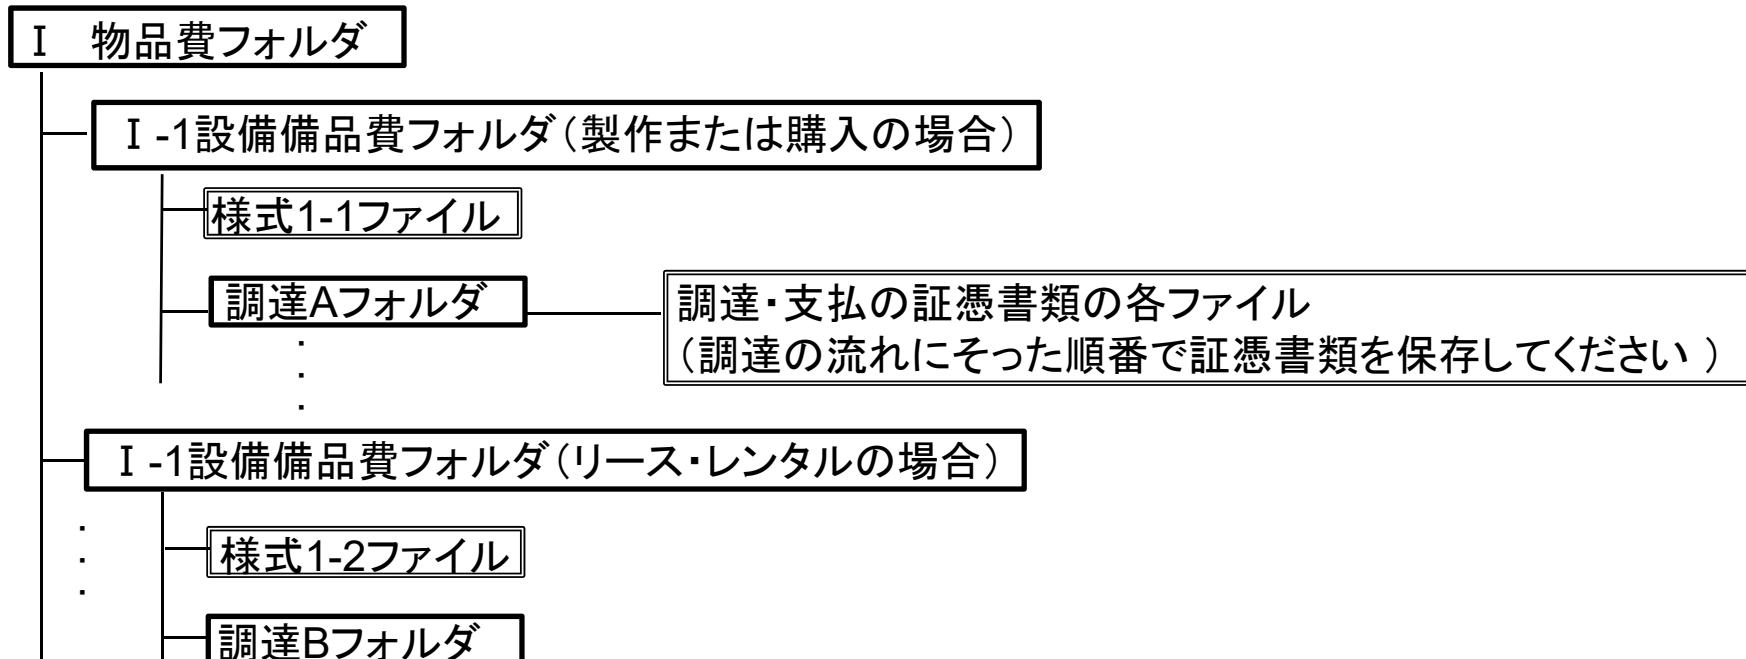 Ⅰ　物品費フォルダ
Ⅰ-1設備備品費フォルダ（製作または購入の場合）
様式1-1ファイル
調達Aフォルダ
調達・支払の証憑書類の各ファイル
（調達の流れにそった順番で証憑書類を保存してください ）
・
・
・
Ⅰ-1設備備品費フォルダ（リース・レンタルの場合）
・
・
・
様式1-2ファイル
調達Bフォルダ